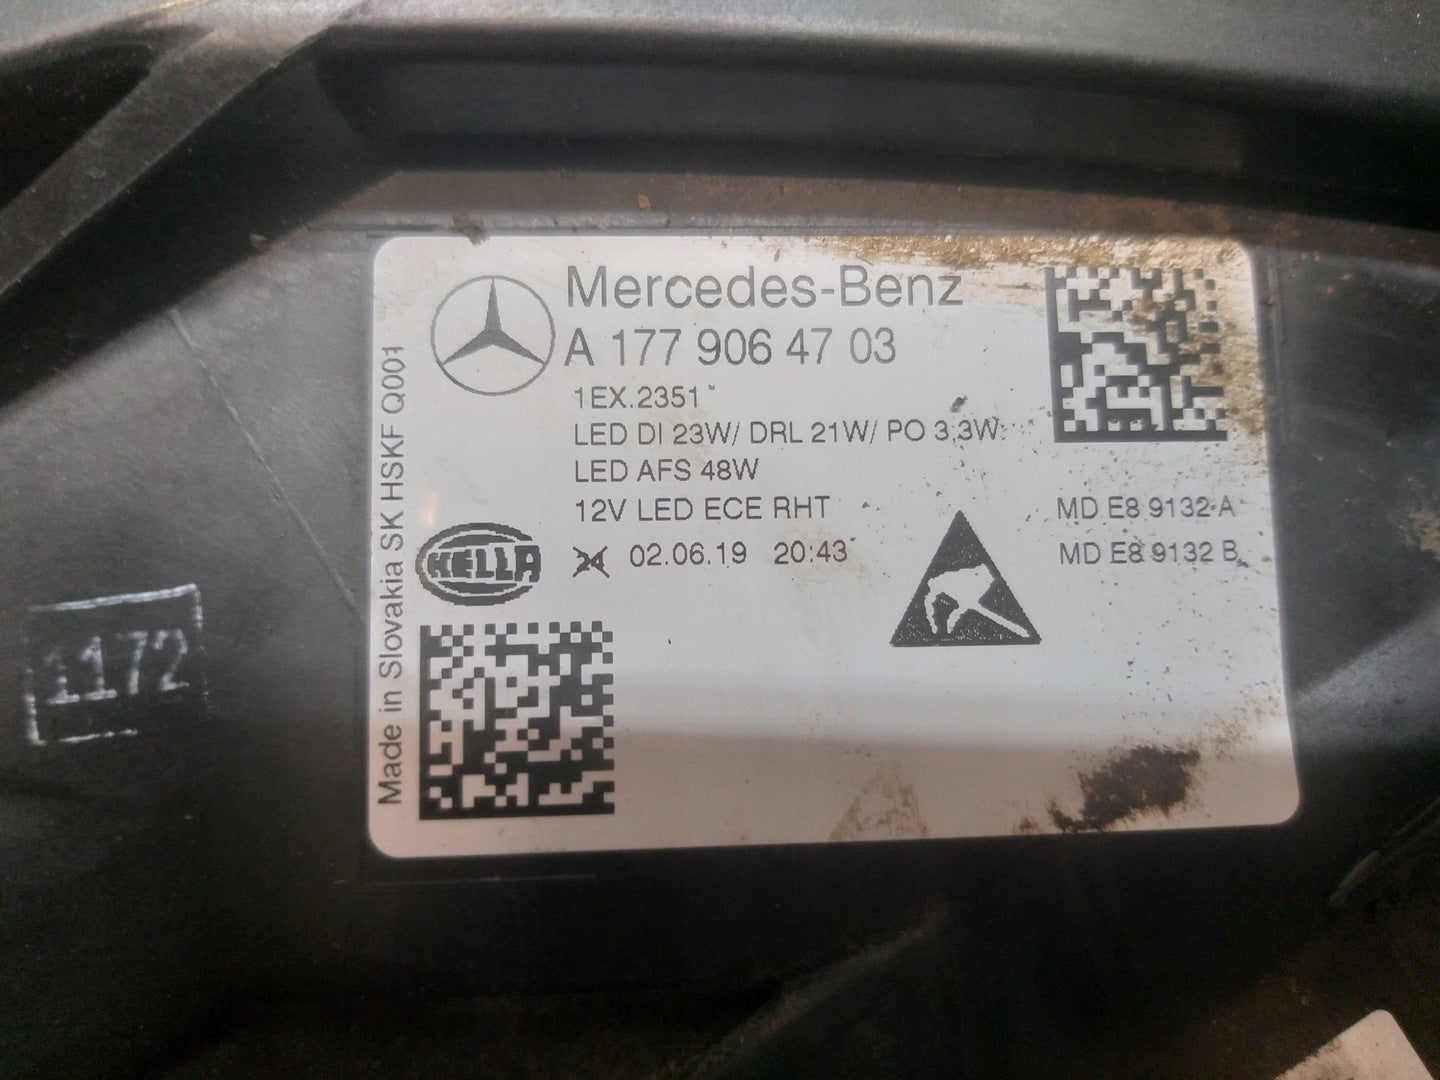 Mercedes-Benz
A 177 906 47 03
1EX.2351
LED DI 23W/ DRL 21W/ PO 3,3W
LED AFS 48W
12V LED ECE RHT
MD E8 9132 A
HELLA
24 02.06.19 20:43
MD E8 9132 B
Made in Slovakia SK HSKF Q001
1172